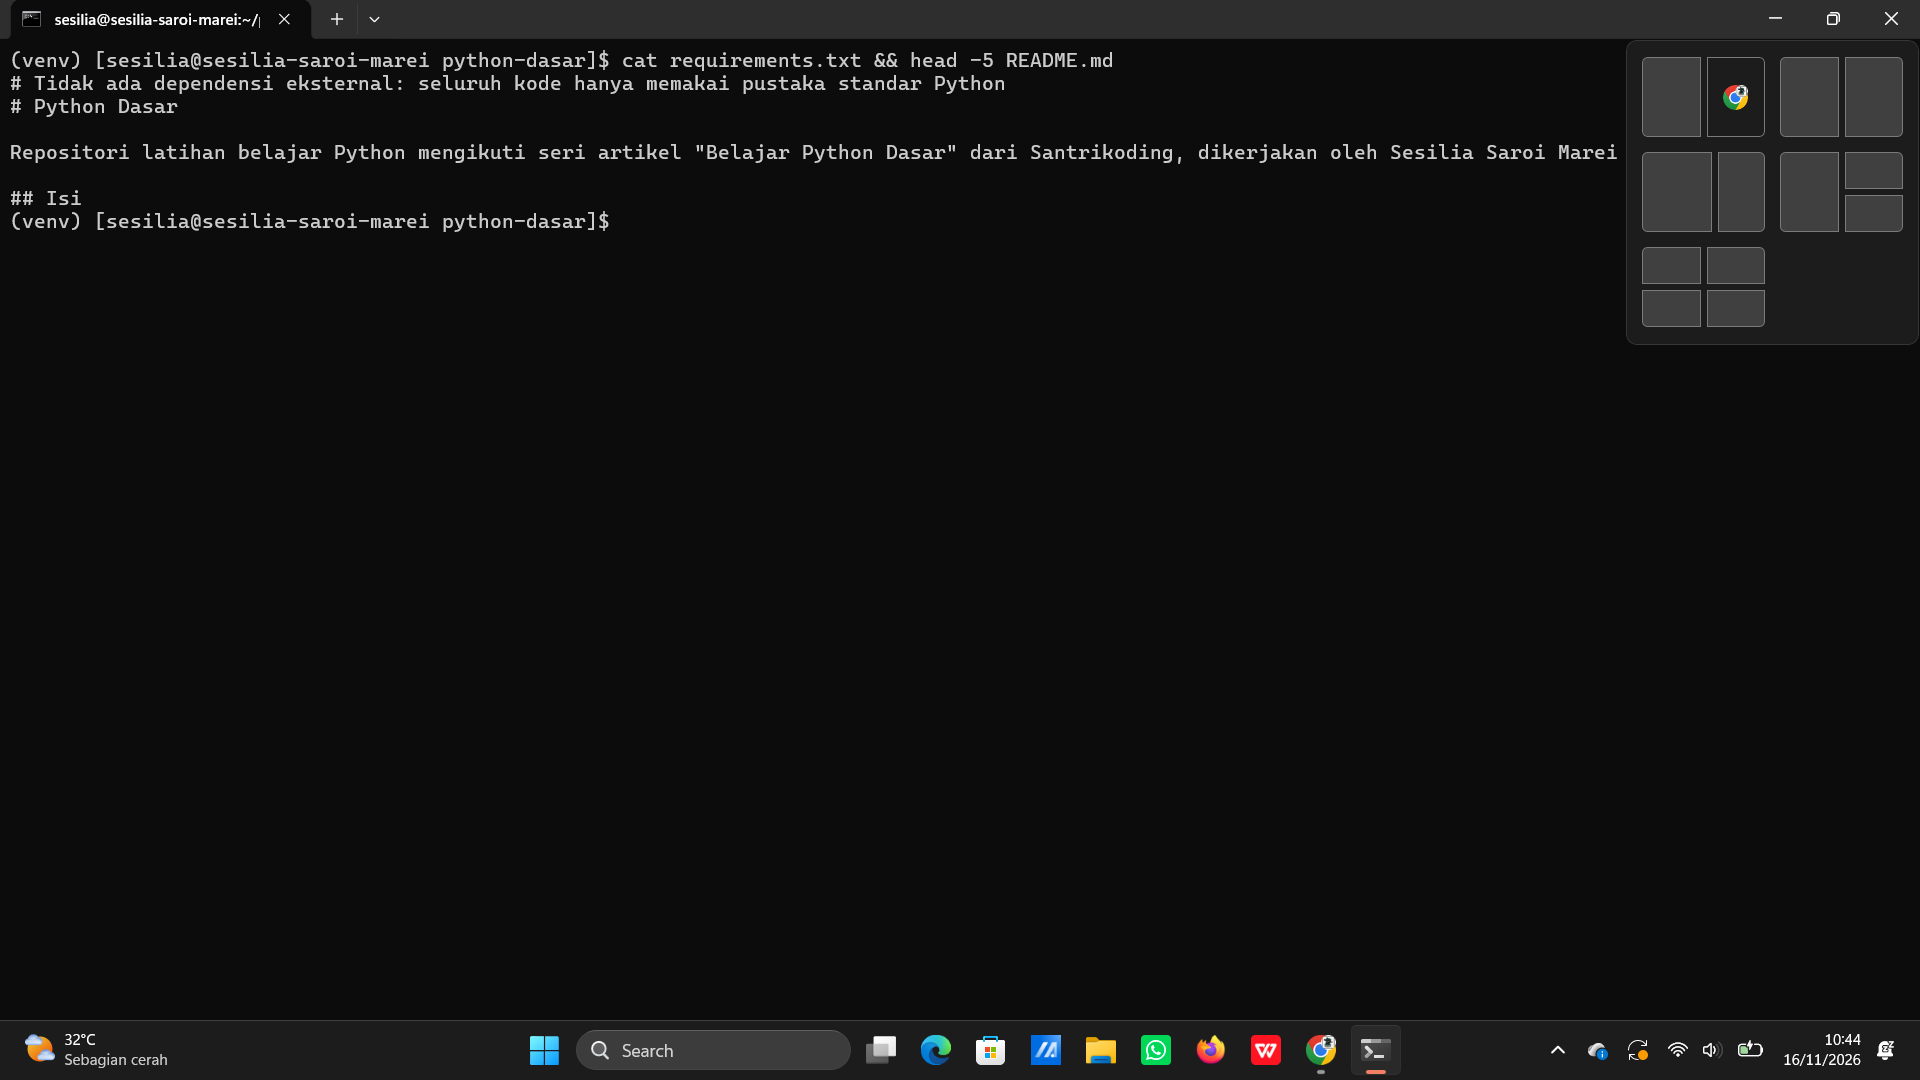 sesilia@sesilia-saroi-marei:~/
(venv) [sesilia@sesilia-saroi-marei python-dasar]$ cat requirements.txt && head -5 README.md
# Tidak ada dependensi eksternal: seluruh kode hanya memakai pustaka standar Python
# Python Dasar
Repositori latihan belajar Python mengikuti seri artikel "Belajar Python Dasar" dari Santrikoding, dikerjakan oleh Sesilia Saroi Marei
## Isi
(venv) [sesilia@sesilia-saroi-marei python-dasar]$
32°C
Sebagian cerah
Search
10:44
16/11/2026